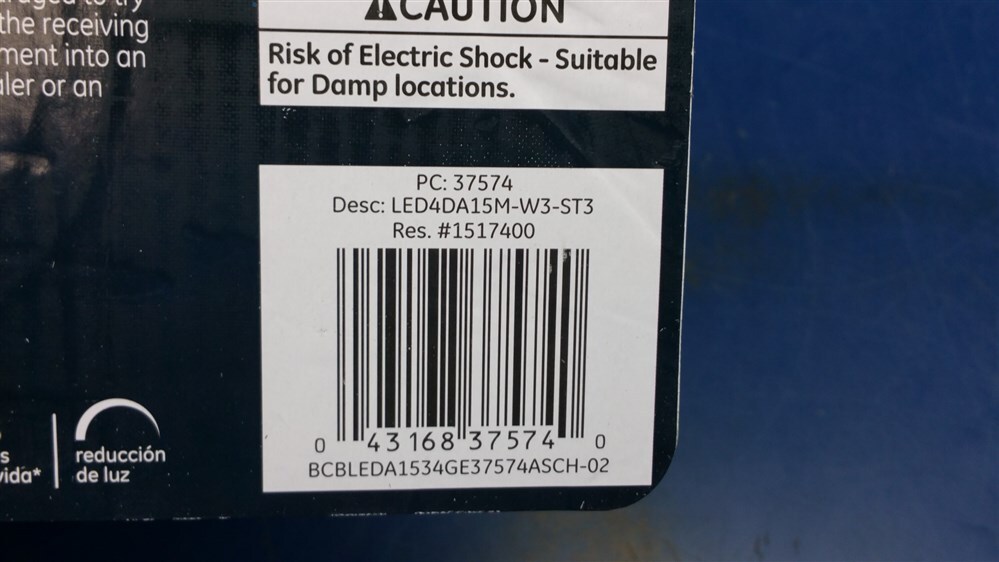 the receiving
ment into an
aler or an
CAUTION
Risk of Electric Shock - Suitable
for Damp locations.
PC: 37574
Desc: LED4DA15M-W3-ST3
Res. #1517400
0 43168 37574 0
BCBLEDA1534GE37574ASCH-02
s
vida*
reducción
de luz